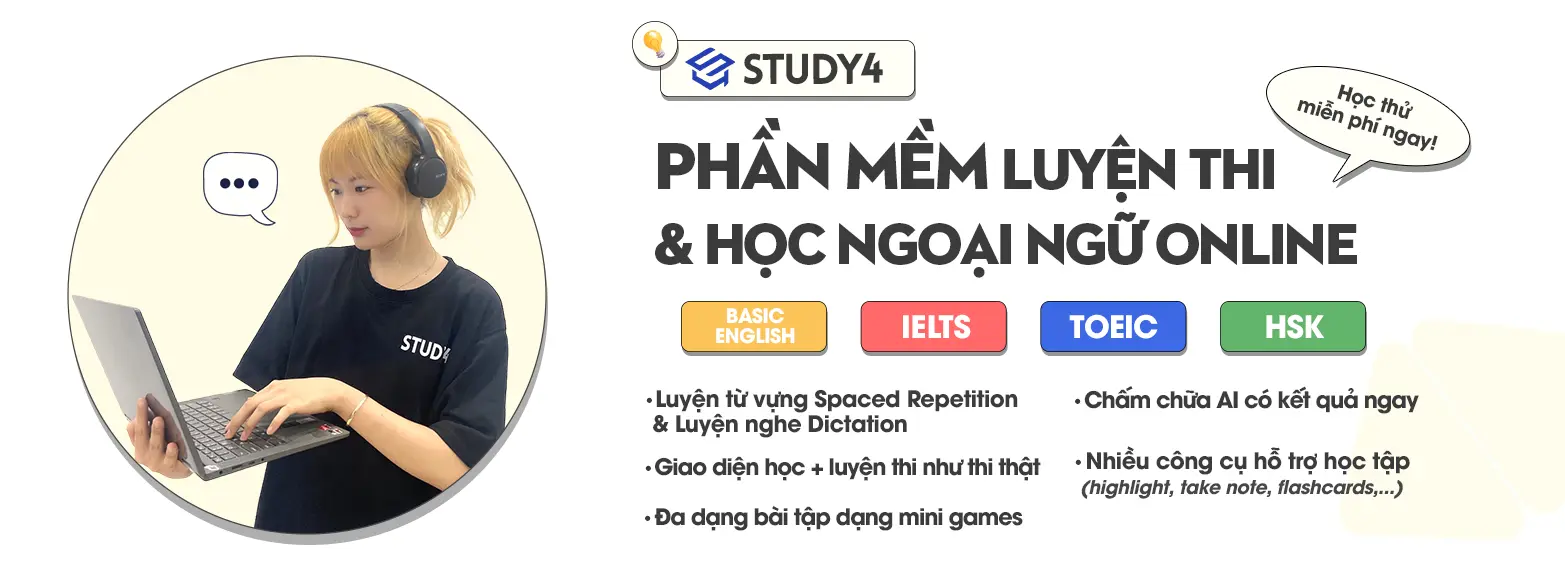 STUDY4
Học thử
miễn phí ngay!
PHẦN MỀM LUYỆN THI
& HỌC NGOẠI NGỮ ONLINE
BASIC
ENGLISH
IELTS
TOEIC
HSK
STUDY4
• Luyện từ vựng Spaced Repetition
& Luyện nghe Dictation
• Giao diện học + luyện thi như thi thật
• Đa dạng bài tập dạng mini games
• Chấm chữa AI có kết quả ngay
• Nhiều công cụ hỗ trợ học tập
(highlight, take note, flashcards,...)